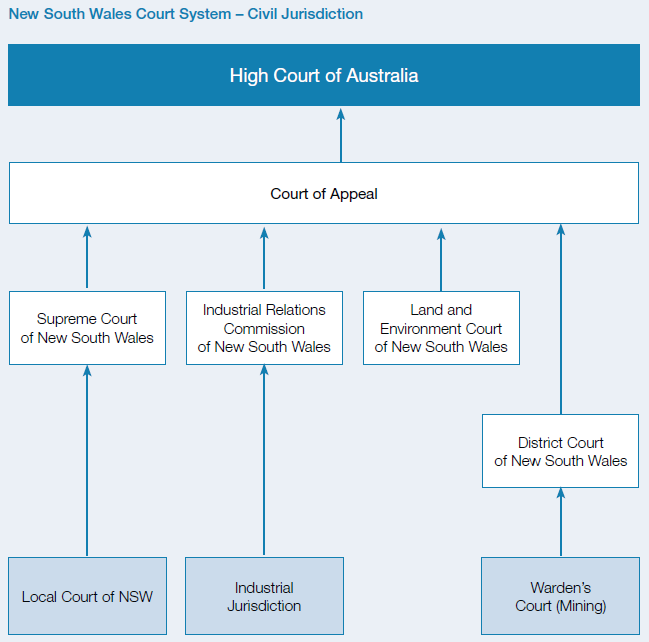 New South Wales Court System – Civil Jurisdiction
High Court of Australia
Court of Appeal
Supreme Court
of New South Wales
Industrial Relations
Commission
of New South Wales
Land and
Environment Court
of New South Wales
District Court
of New South Wales
Local Court of NSW
Industrial
Jurisdiction
Warden’s
Court (Mining)